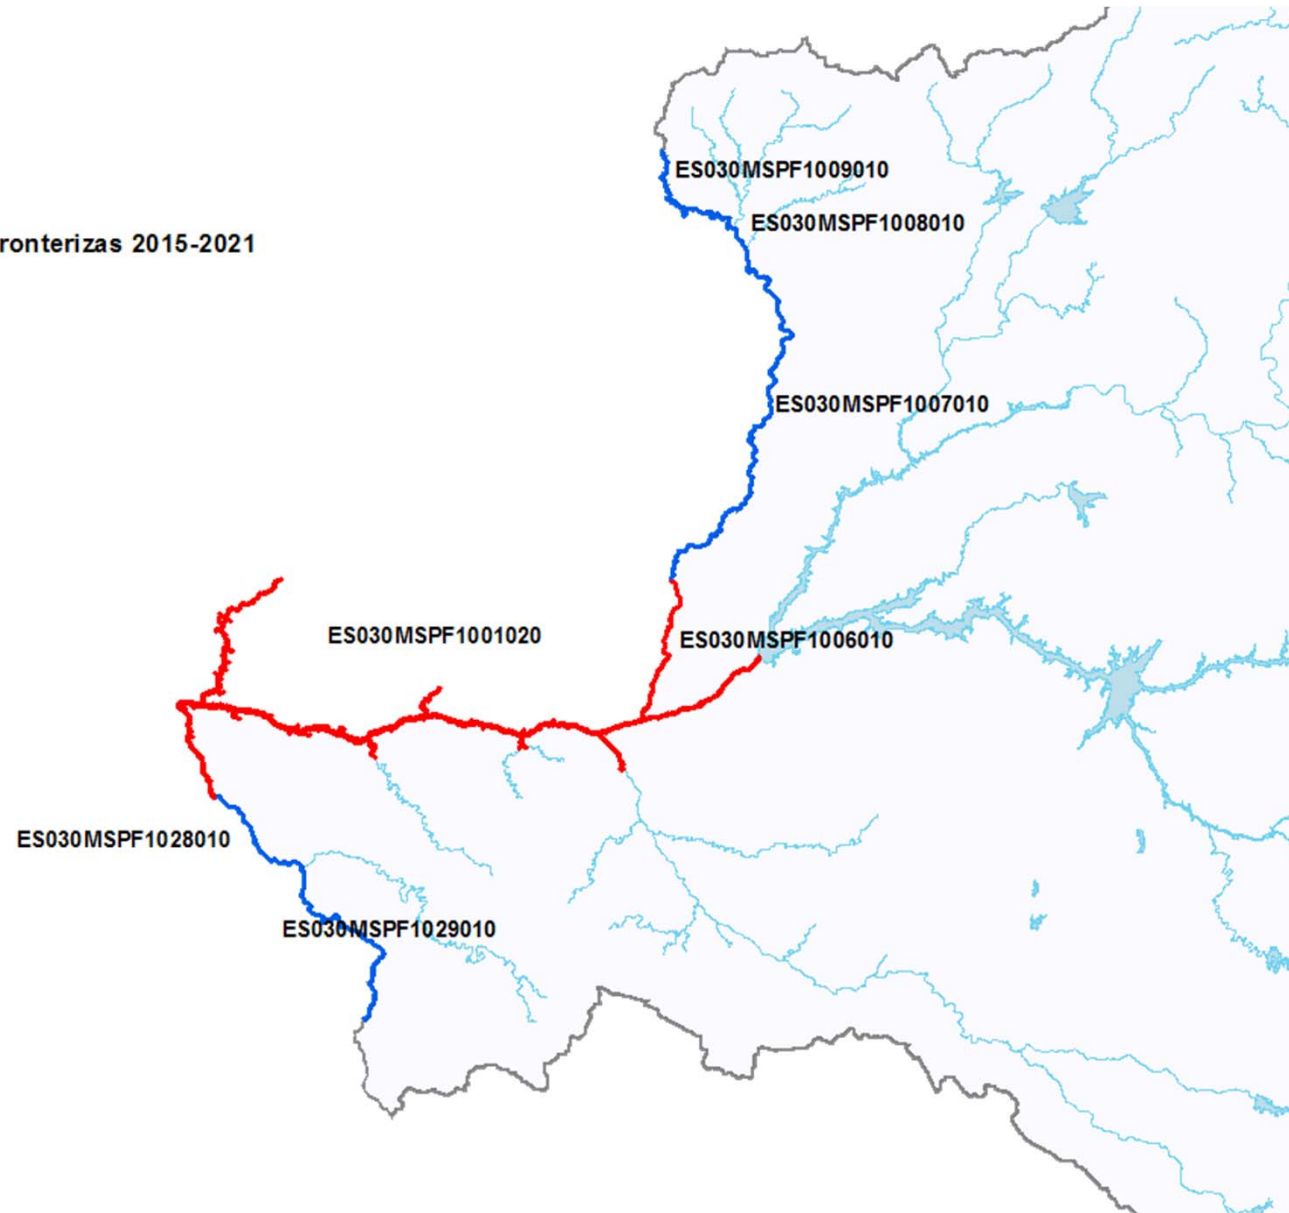 ES030MSPF1009010
ES030MSPF1008010
ronterizas 2015-2021
ES030MSPF1007010
ES030MSPF1001020
ES030MSPF1006010
ES030MSPF1028010
ES030MSPF1029010